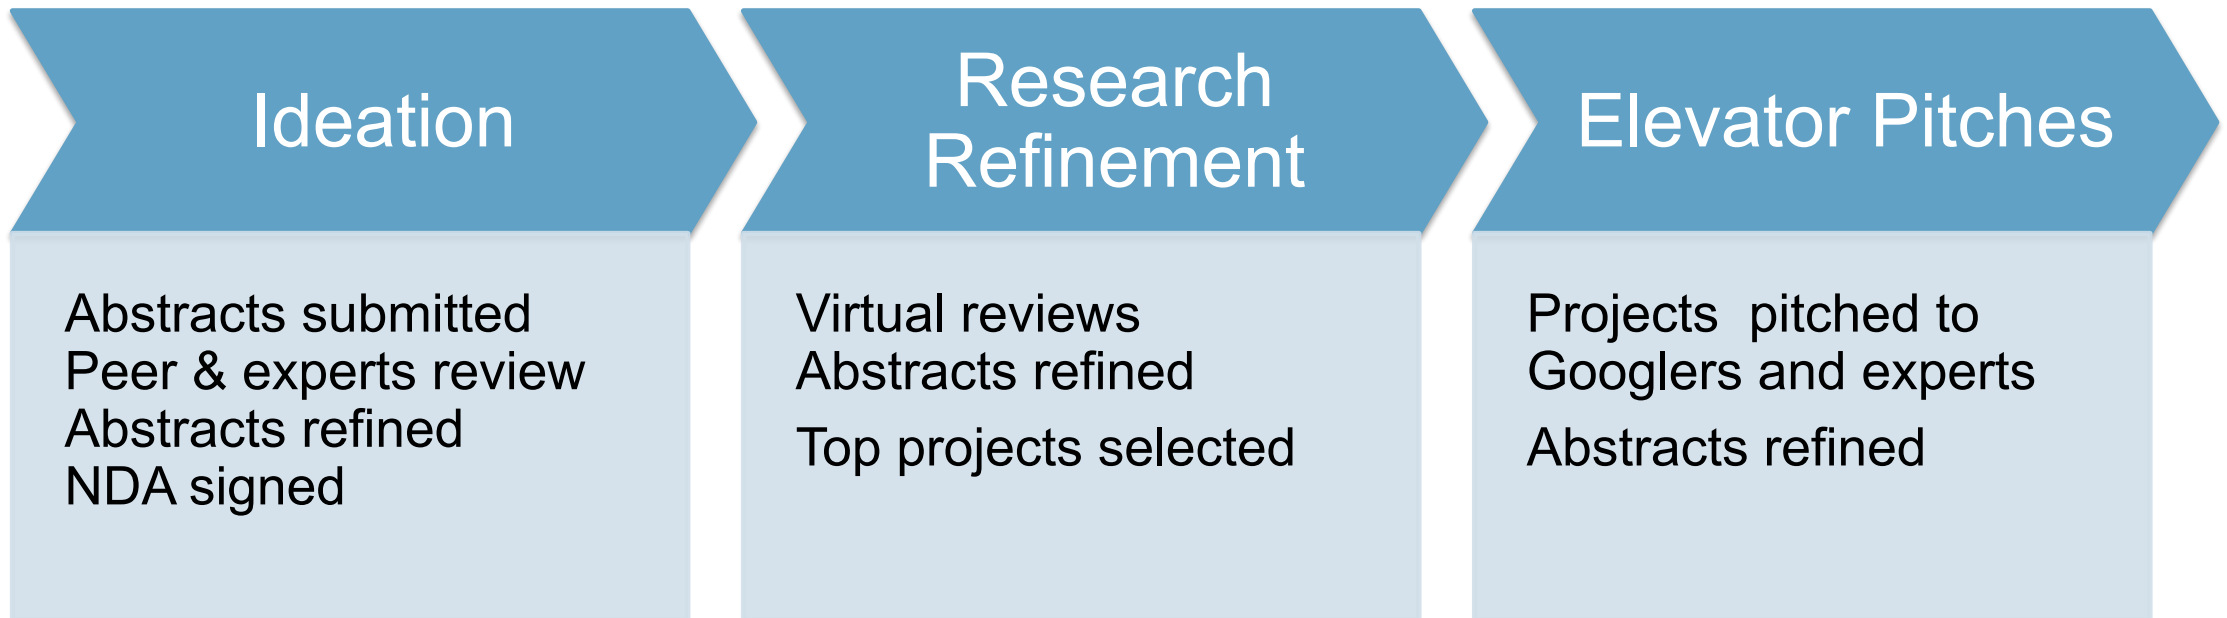 Ideation
Abstracts submitted
Peer & experts review
Abstracts refined
NDA signed
Research
Refinement
Virtual reviews
Abstracts refined
Top projects selected
Elevator Pitches
Projects  pitched to
Googlers and experts
Abstracts refined